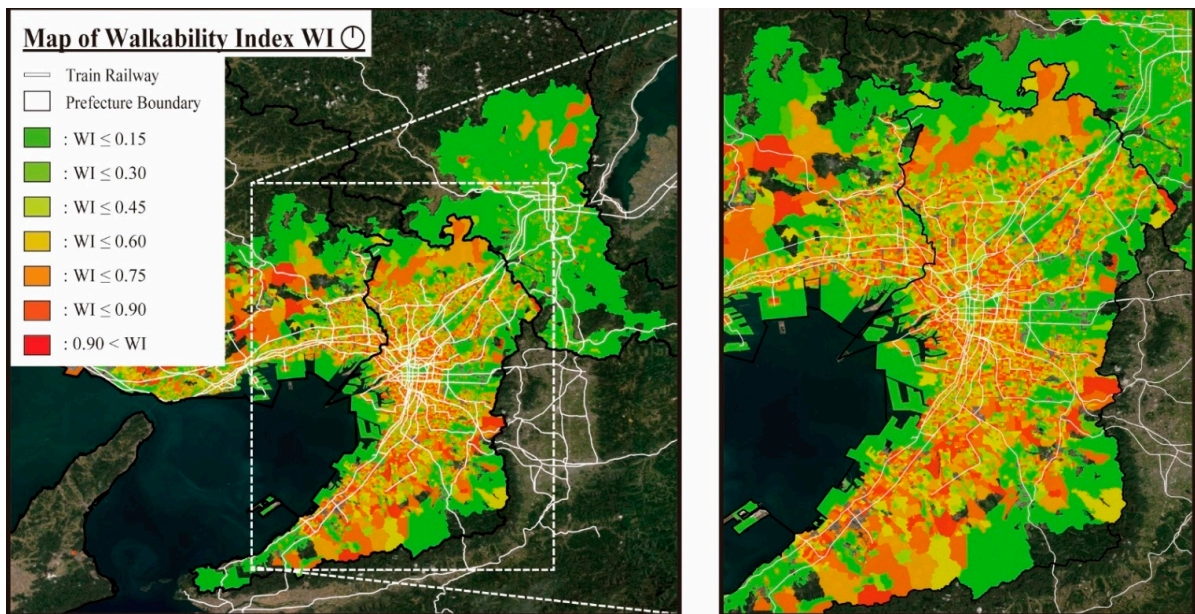 Map of Walkability Index WI
Train Railway
Prefecture Boundary
: WI ≤ 0.15
: WI ≤ 0.30
: WI ≤ 0.45
: WI ≤ 0.60
: WI ≤ 0.75
: WI ≤ 0.90
: 0.90 < WI